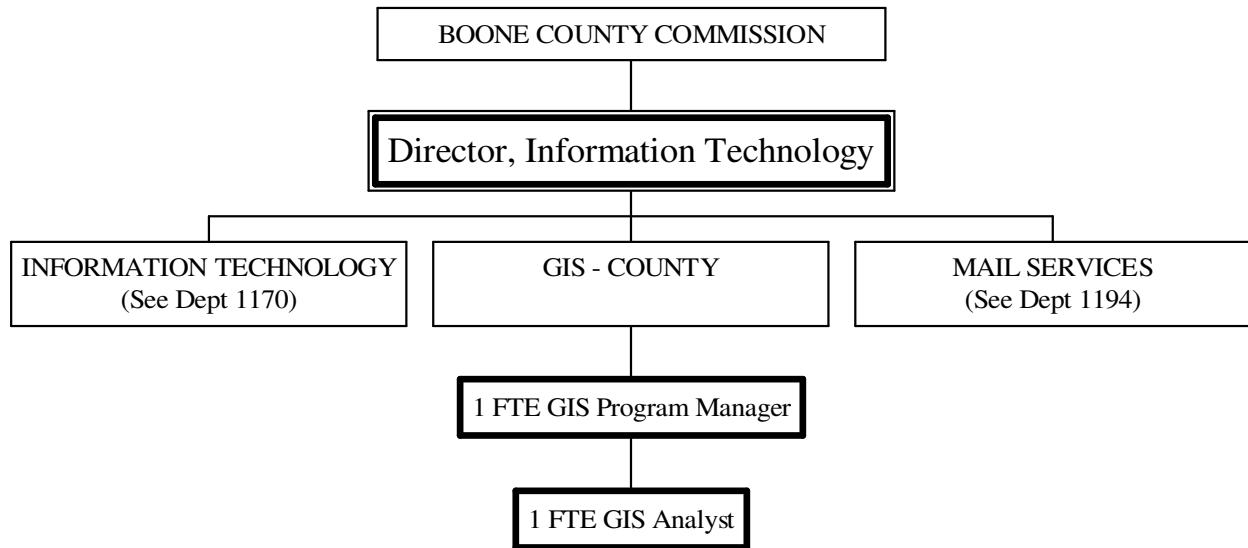 BOONE COUNTY COMMISSION
Director, Information Technology
INFORMATION TECHNOLOGY
(See Dept 1170)
GIS - COUNTY
MAIL SERVICES
(See Dept 1194)
1 FTE GIS Program Manager
1 FTE GIS Analyst